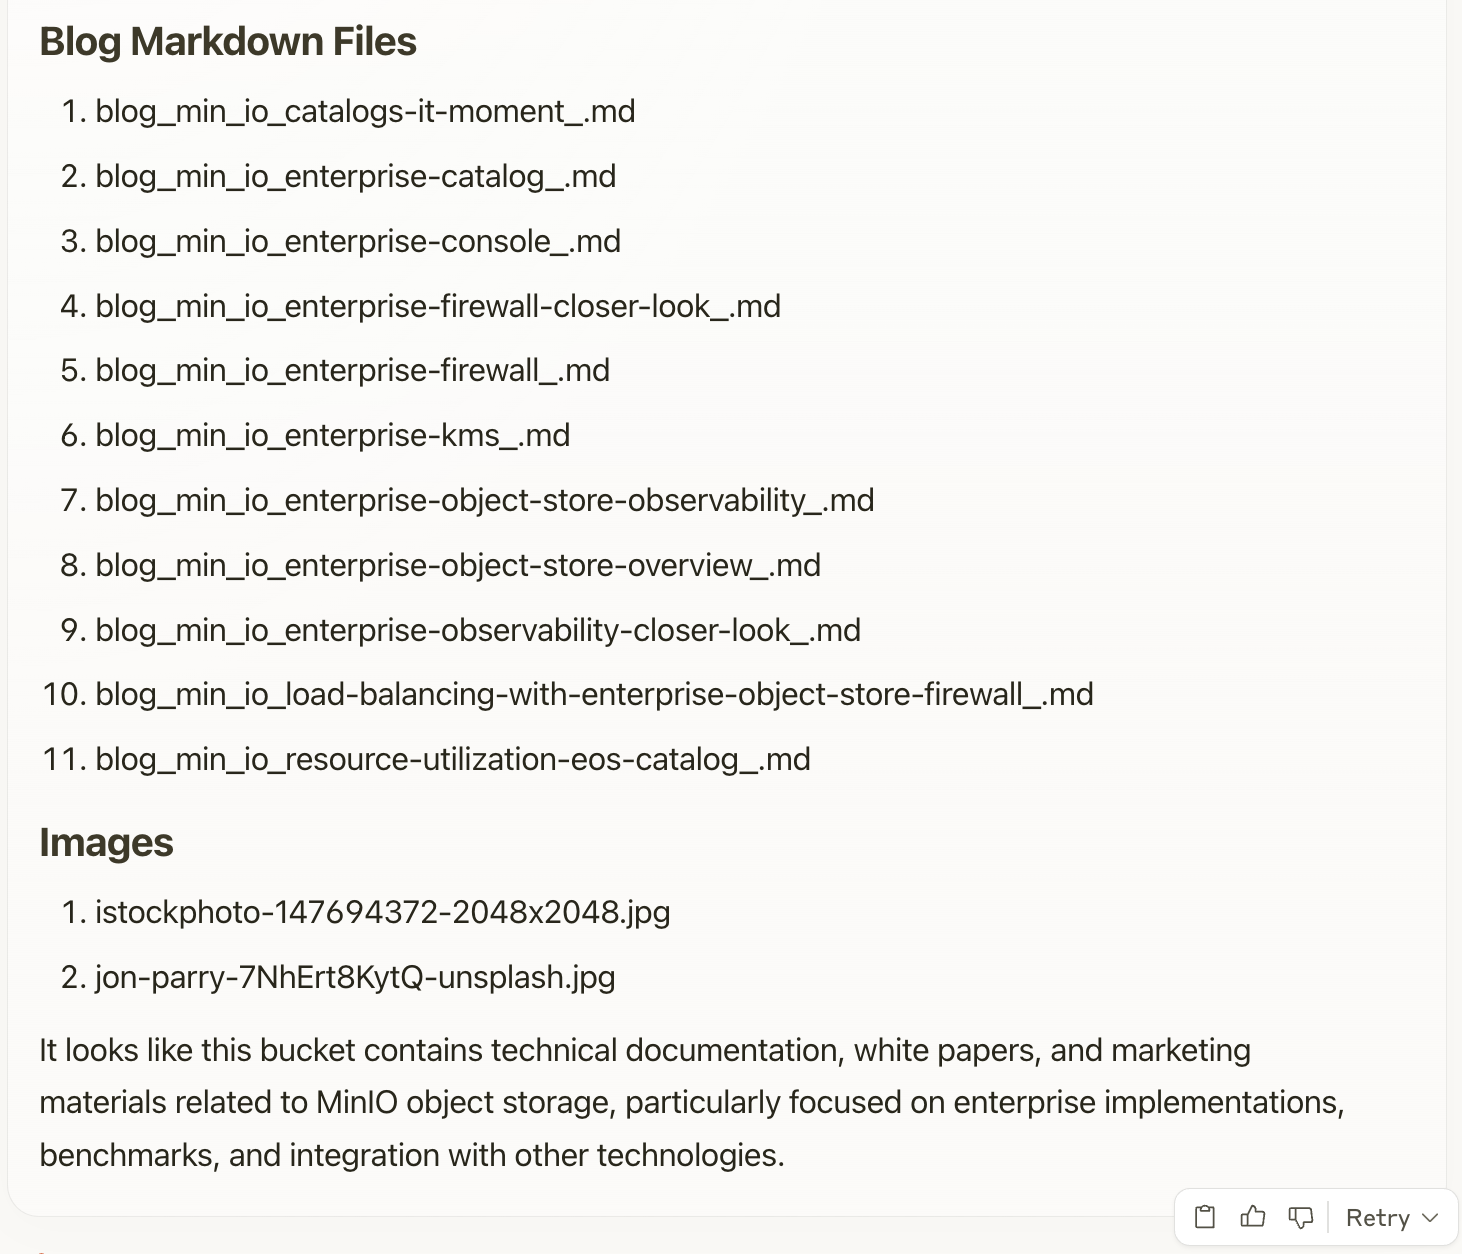 Blog Markdown Files
1. blog_min_io_catalogs-it-moment_.md
2. blog_min_io_enterprise-catalog_.md
3. blog_min_io_enterprise-console_.md
4. blog_min_io_enterprise-firewall-closer-look_.md
5. blog_min_io_enterprise-firewall_.md
6. blog_min_io_enterprise-kms_.md
7. blog_min_io_enterprise-object-store-observability_.md
8. blog_min_io_enterprise-object-store-overview_.md
9. blog_min_io_enterprise-observability-closer-look_.md
10. blog_min_io_load-balancing-with-enterprise-object-store-firewall_.md
11. blog_min_io_resource-utilization-eos-catalog_.md
Images
1. istockphoto-147694372-2048x2048.jpg
2. jon-parry-7NhErt8KytQ-unsplash.jpg
It looks like this bucket contains technical documentation, white papers, and marketing
materials related to MinIO object storage, particularly focused on enterprise implementations,
benchmarks, and integration with other technologies.
Retry